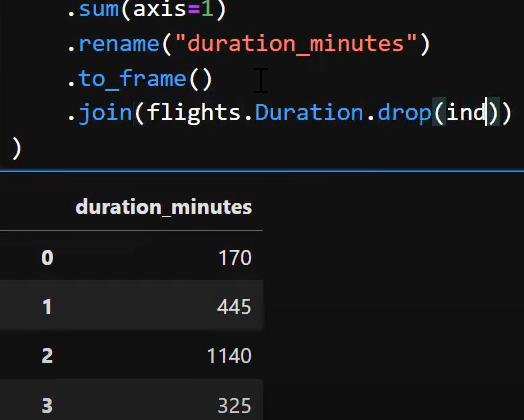 .sum(axis=1)
.rename("duration_minutes")
.to_frame()
.join(flights.Duration.drop(ind))
)
duration_minutes
0 170
1 445
2 1140
3 325